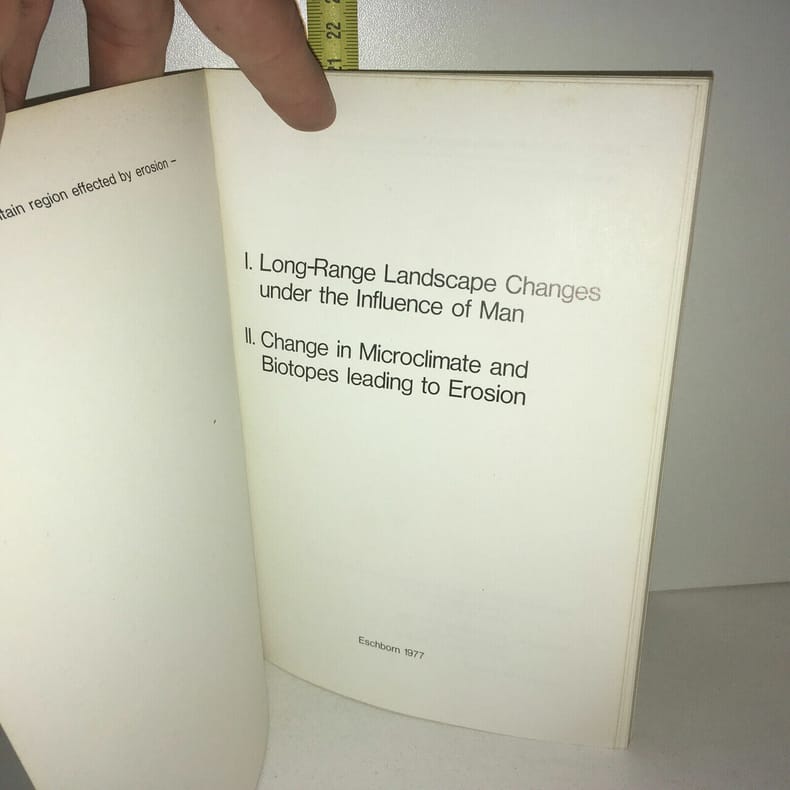 22
21
tain region effected by erosion –
I. Long-Range Landscape Changes
under the Influence of Man
II. Change in Microclimate and
Biotopes leading to Erosion
Eschborn 1977